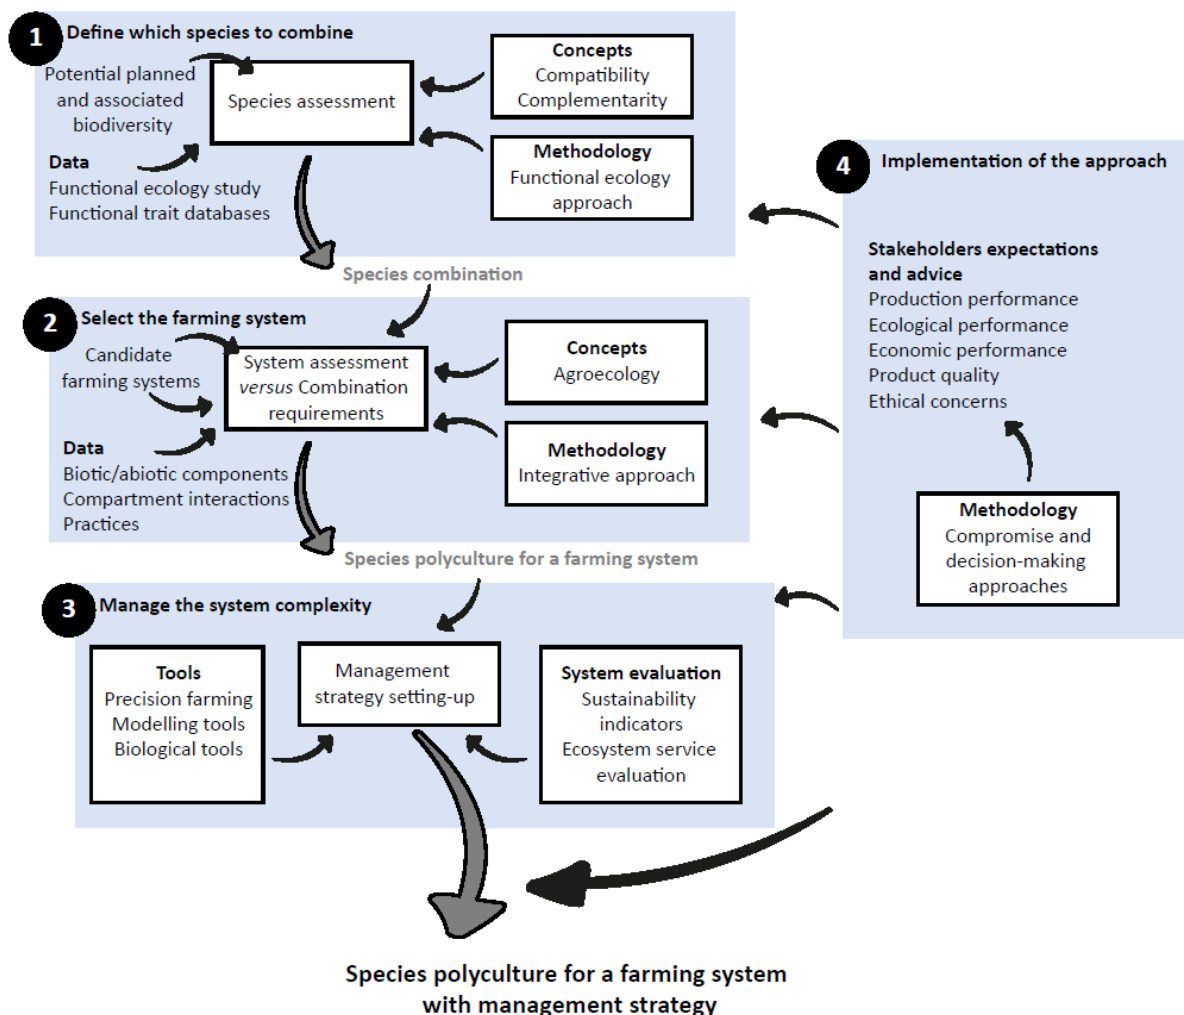 1
Define which species to combine
Potential planned
and associated
biodiversity
Species assessment
Concepts
Compatibility
Complementarity
Data
Functional ecology study
Functional trait databases
Methodology
Functional ecology
approach
Species combination
2
Select the farming system
Candidate
farming systems
System assessment
versus Combination
requirements
Concepts
Agroecology
Data
Biotic/abiotic components
Compartment interactions
Practices
Methodology
Integrative approach
Species polyculture for a farming system
3
Manage the system complexity
Tools
Precision farming
Modelling tools
Biological tools
Management
strategy setting-up
System evaluation
Sustainability
indicators
Ecosystem service
evaluation
4
Implementation of the approach
Stakeholders expectations
and advice
Production performance
Ecological performance
Economic performance
Product quality
Ethical concerns
Methodology
Compromise and
decision-making
approaches
Species polyculture for a farming system
with management strategy